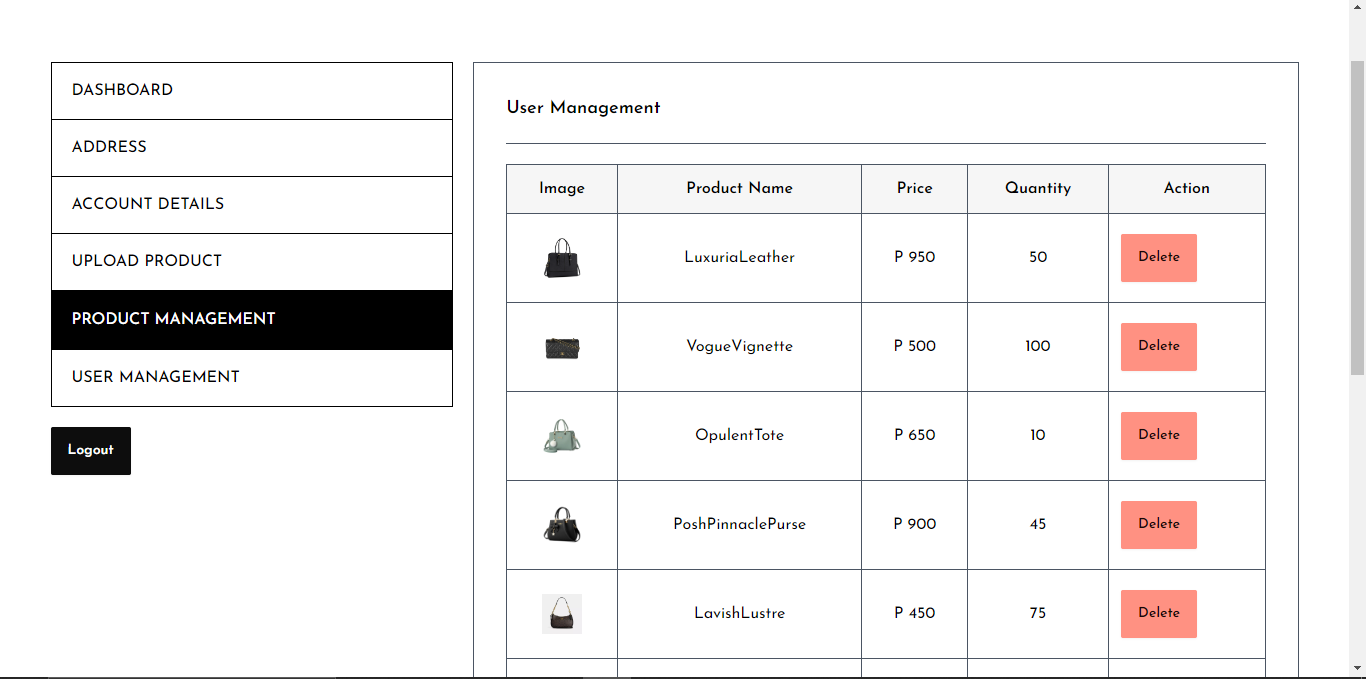 DASHBOARD
ADDRESS
ACCOUNT DETAILS
UPLOAD PRODUCT
PRODUCT MANAGEMENT
USER MANAGEMENT
Logout
User Management
Image Product Name Price Quantity Action
LuxuriaLeather P 950 50 Delete
VogueVignette P 500 100 Delete
OpulentTote P 650 10 Delete
PoshPinnaclePurse P 900 45 Delete
LavishLustre P 450 75 Delete